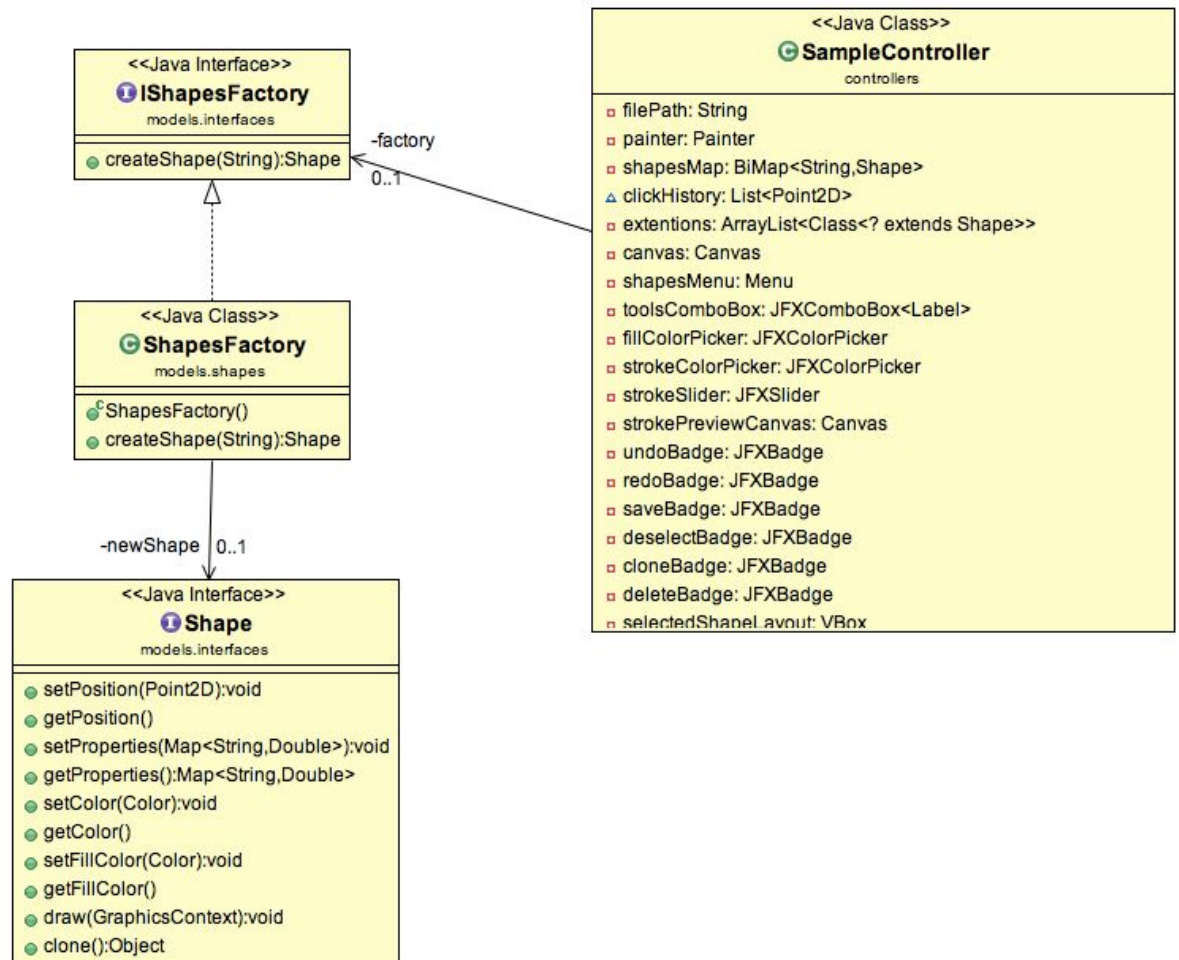 <<Java Interface>>
IShapesFactory
models.interfaces
createShape(String):Shape
-factory
0..1
<<Java Class>>
ShapesFactory
models.shapes
ShapesFactory()
createShape(String):Shape
-newShape
0..1
<<Java Interface>>
Shape
models.interfaces
setPosition(Point2D):void
getPosition()
setProperties(Map<String,Double>):void
getProperties():Map<String,Double>
setColor(Color):void
getColor()
setFillColor(Color):void
getFillColor()
draw(GraphicsContext):void
clone():Object
<<Java Class>>
SampleController
controllers
filePath: String
painter: Painter
shapesMap: BiMap<String,Shape>
clickHistory: List<Point2D>
extentions: ArrayList<Class<? extends Shape>>
canvas: Canvas
shapesMenu: Menu
toolsComboBox: JFXComboBox<Label>
fillColorPicker: JFXColorPicker
strokeColorPicker: JFXColorPicker
strokeSlider: JFXSlider
strokePreviewCanvas: Canvas
undoBadge: JFXBadge
redoBadge: JFXBadge
saveBadge: JFXBadge
deselectBadge: JFXBadge
cloneBadge: JFXBadge
deleteBadge: JFXBadge
selectedShapeLayout: VBox